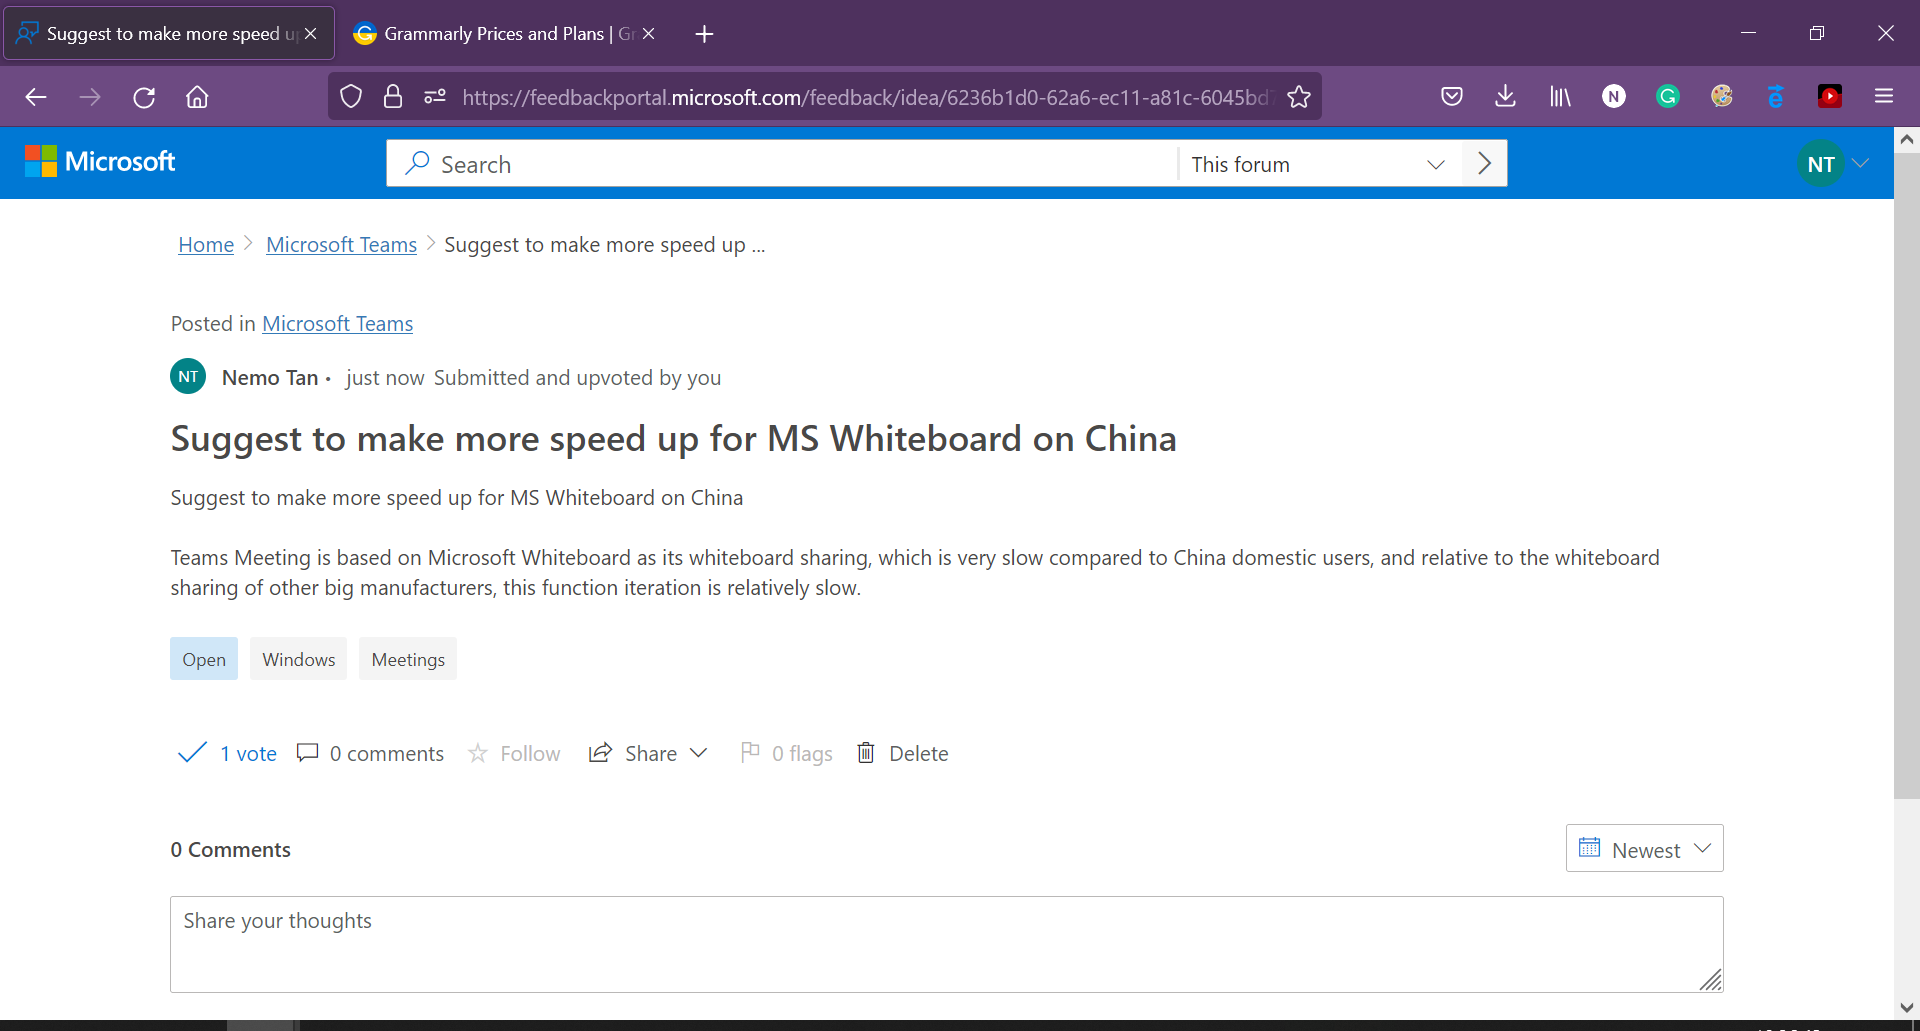 Suggest to make more speed u
Grammarly Prices and Plans | Gr
https://feedbackportal.microsoft.com/feedback/idea/6236b1d0-62a6-ec11-a81c-6045bd7
N
G
Microsoft
Search
This forum
NT
Home
Microsoft Teams
Suggest to make more speed up ...
Posted in Microsoft Teams
NT
Nemo Tan • just now Submitted and upvoted by you
Suggest to make more speed up for MS Whiteboard on China
Suggest to make more speed up for MS Whiteboard on China
Teams Meeting is based on Microsoft Whiteboard as its whiteboard sharing, which is very slow compared to China domestic users, and relative to the whiteboard
sharing of other big manufacturers, this function iteration is relatively slow.
Open Windows Meetings
1 vote 0 comments Follow Share 0 flags Delete
0 Comments
Newest
Share your thoughts